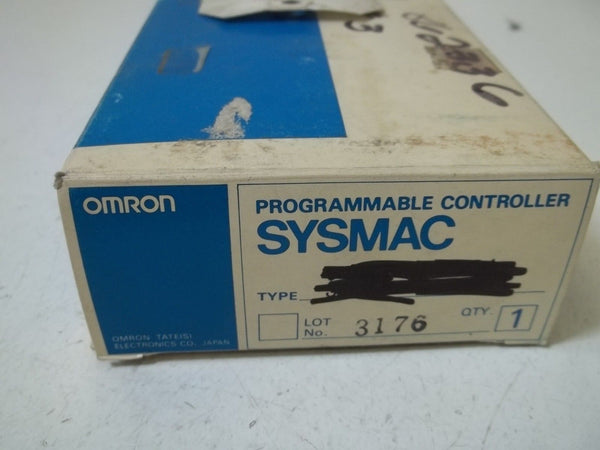 OMRON
OMRON TATEISI
ELECTRONICS CO. JAPAN
PROGRAMMABLE CONTROLLER
SYSMAC
TYPE
LOT No. 3176
QTY. 1